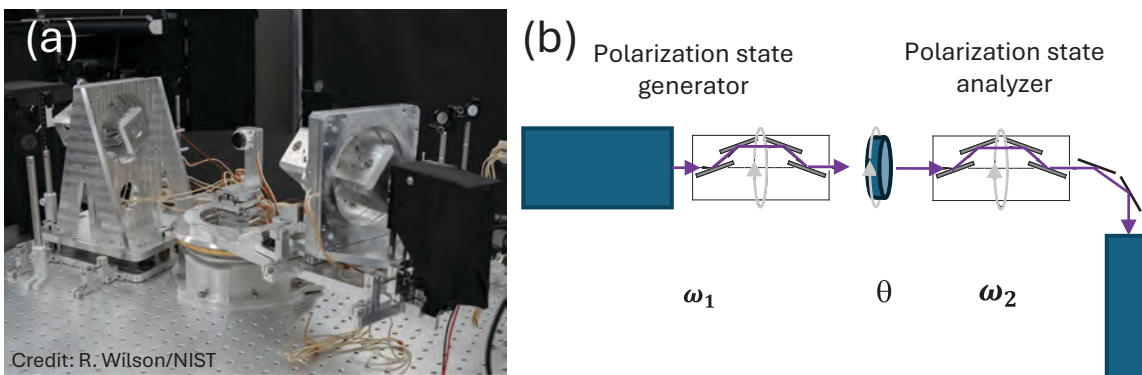 (a)
Credit: R. Wilson/NIST
(b)
Polarization state
generator
Polarization state
analyzer
ω₁
θ
ω₂